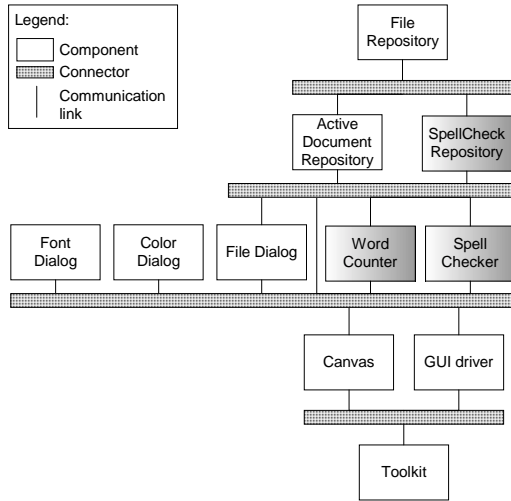 Legend:
Component
Connector
Communication
link
File
Repository
Active
Document
Repository
SpellCheck
Repository
Font
Dialog
Color
Dialog
File Dialog
Word
Counter
Spell
Checker
Canvas
GUI driver
Toolkit